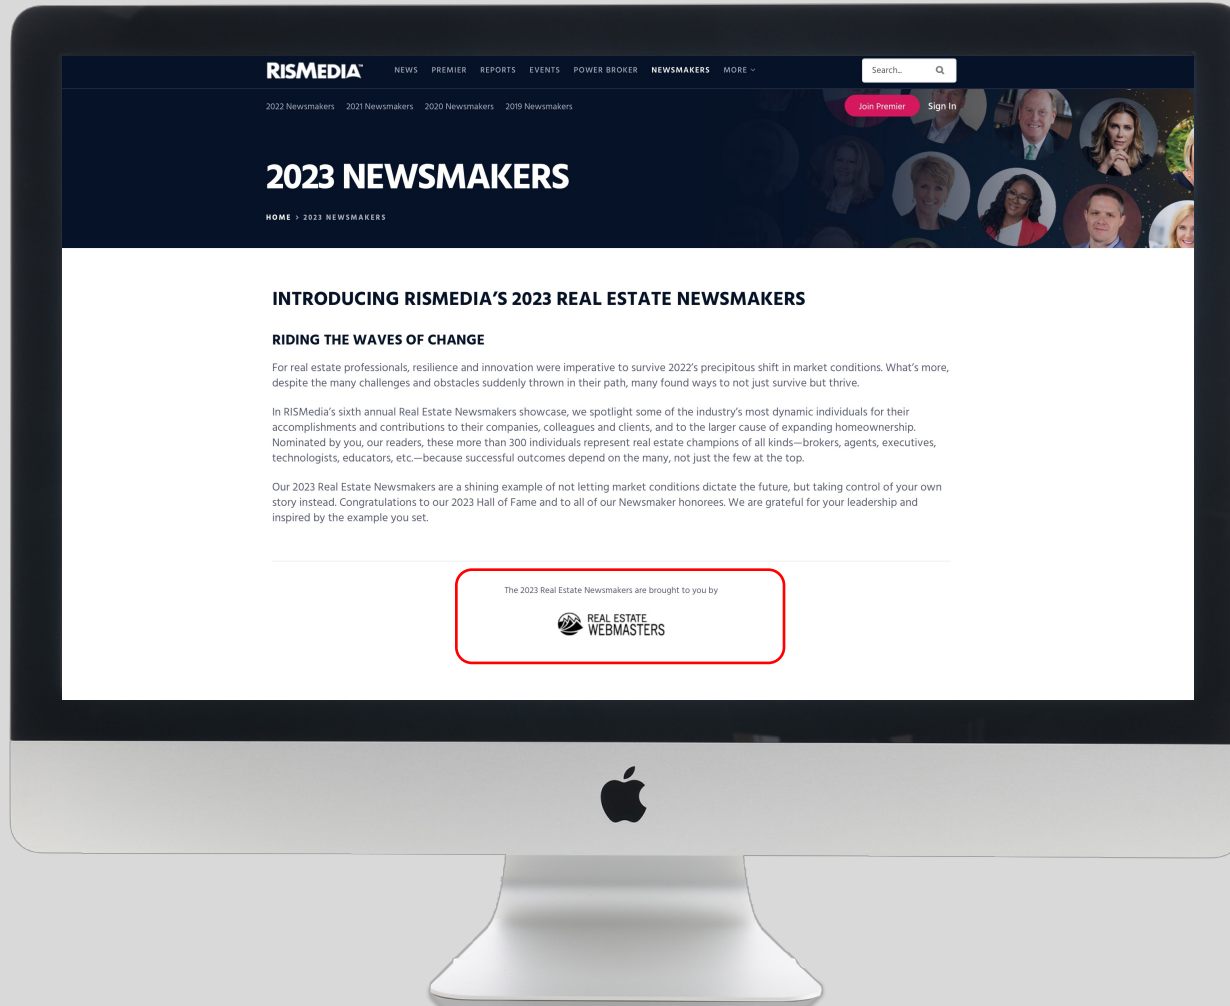 RISMEDIA™ NEWS PREMIER REPORTS EVENTS POWER BROKER NEWSMAKERS MORE Search...
2022 Newsmakers 2021 Newsmakers 2020 Newsmakers 2019 Newsmakers Join Premier Sign In
2023 NEWSMAKERS
HOME > 2023 NEWSMAKERS
INTRODUCING RISMEDIA'S 2023 REAL ESTATE NEWSMAKERS
RIDING THE WAVES OF CHANGE
For real estate professionals, resilience and innovation were imperative to survive 2022's precipitous shift in market conditions. What's more,
despite the many challenges and obstacles suddenly thrown in their path, many found ways to not just survive but thrive.
In RISMedia's sixth annual Real Estate Newsmakers showcase, we spotlight some of the industry's most dynamic individuals for their
accomplishments and contributions to their companies, colleagues and clients, and to the larger cause of expanding homeownership.
Nominated by you, our readers, these more than 300 individuals represent real estate champions of all kinds—brokers, agents, executives,
technologists, educators, etc.—because successful outcomes depend on the many, not just the few at the top.
Our 2023 Real Estate Newsmakers are a shining example of not letting market conditions dictate the future, but taking control of your own
story instead. Congratulations to our 2023 Hall of Fame and to all of our Newsmaker honorees. We are grateful for your leadership and
inspired by the example you set.
The 2023 Real Estate Newsmakers are brought to you by
REAL ESTATE
WEBMASTERS